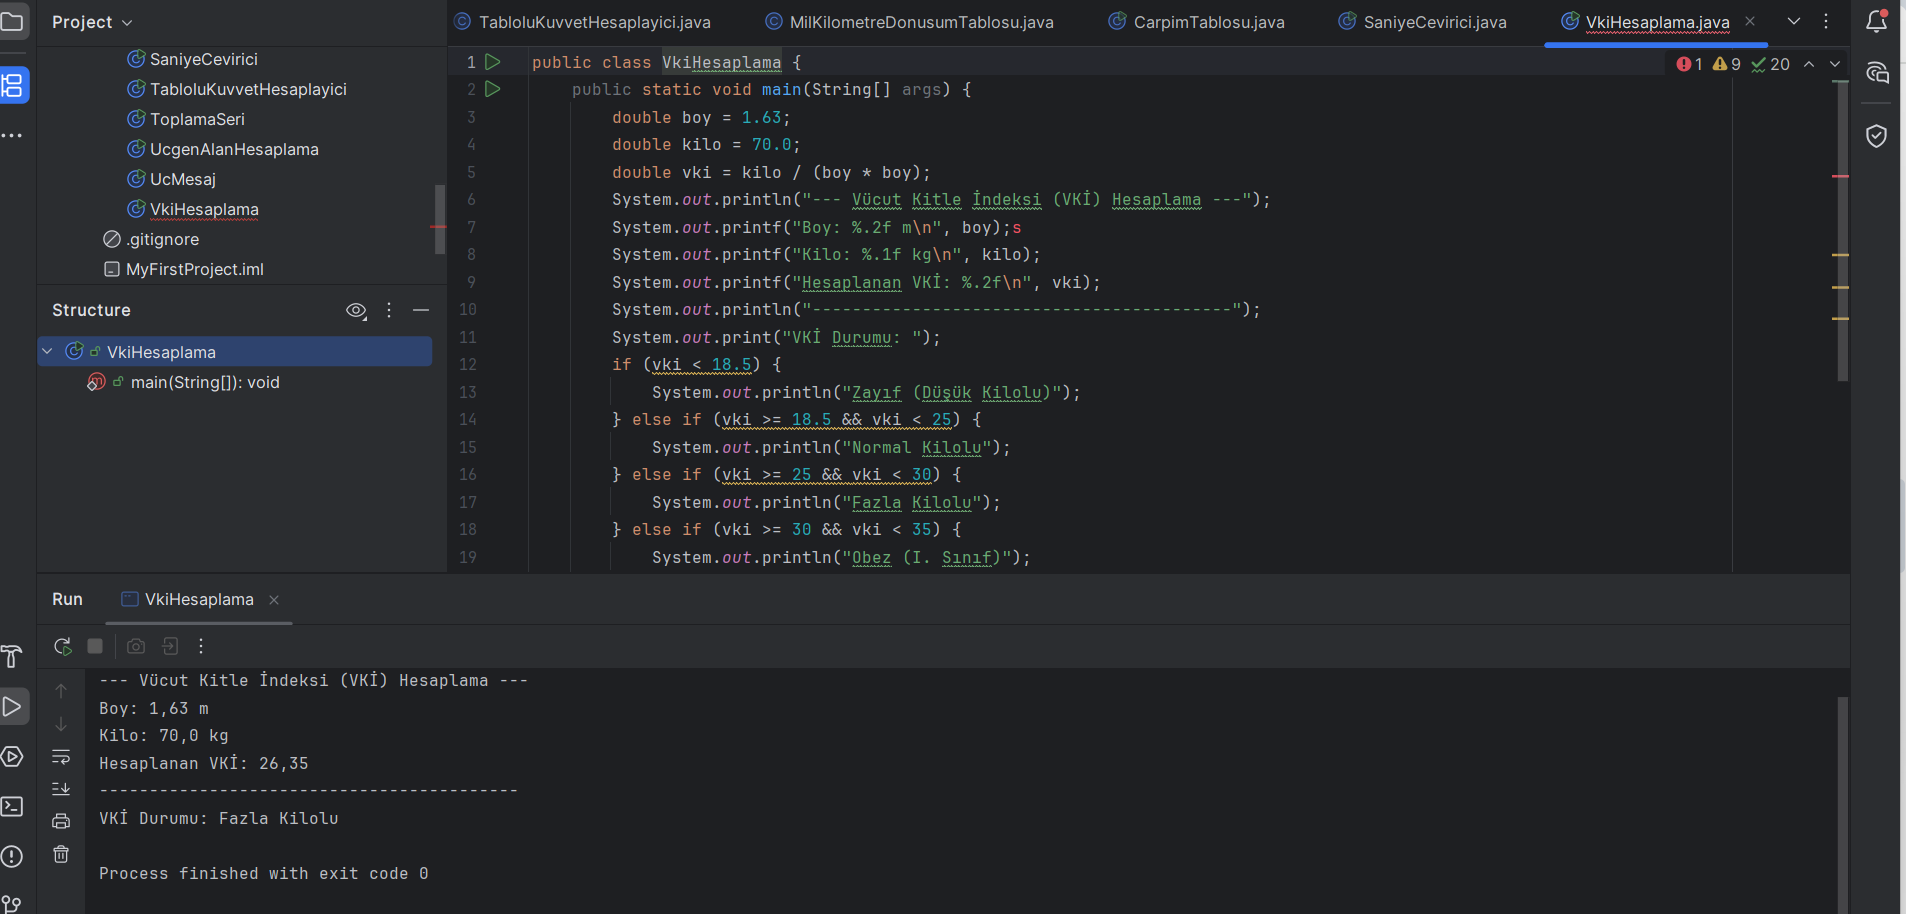 Project
SaniyeCevirici
TabloluKuvvetHesaplayici
ToplamaSeri
UcgenAlanHesaplama
UcMesaj
VkiHesaplama
.gitignore
MyFirstProject.iml
Structure
VkiHesaplama
main(String[]): void
TabloluKuvvetHesaplayici.java MilKilometreDonusumTablosu.java CarpimTablosu.java SaniyeCevirici.java VkiHesaplama.java
1 9 20
1 public class VkiHesaplama {
2 public static void main(String[] args) {
3 double boy = 1.63;
4 double kilo = 70.0;
5 double vki = kilo / (boy * boy);
6 System.out.println("--- Vücut Kitle İndeksi (VKİ) Hesaplama ---");
7 System.out.printf("Boy: %.2f m\n", boy);s
8 System.out.printf("Kilo: %.1f kg\n", kilo);
9 System.out.printf("Hesaplanan VKİ: %.2f\n", vki);
10 System.out.println("------------------------------------------");
11 System.out.print("VKİ Durumu: ");
12 if (vki < 18.5) {
13 System.out.println("Zayıf (Düşük Kilolu)");
14 } else if (vki >= 18.5 && vki < 25) {
15 System.out.println("Normal Kilolu");
16 } else if (vki >= 25 && vki < 30) {
17 System.out.println("Fazla Kilolu");
18 } else if (vki >= 30 && vki < 35) {
19 System.out.println("Obez (I. Sınıf)");
Run VkiHesaplama
--- Vücut Kitle İndeksi (VKİ) Hesaplama ---
Boy: 1,63 m
Kilo: 70,0 kg
Hesaplanan VKİ: 26,35
------------------------------------------
VKİ Durumu: Fazla Kilolu
Process finished with exit code 0